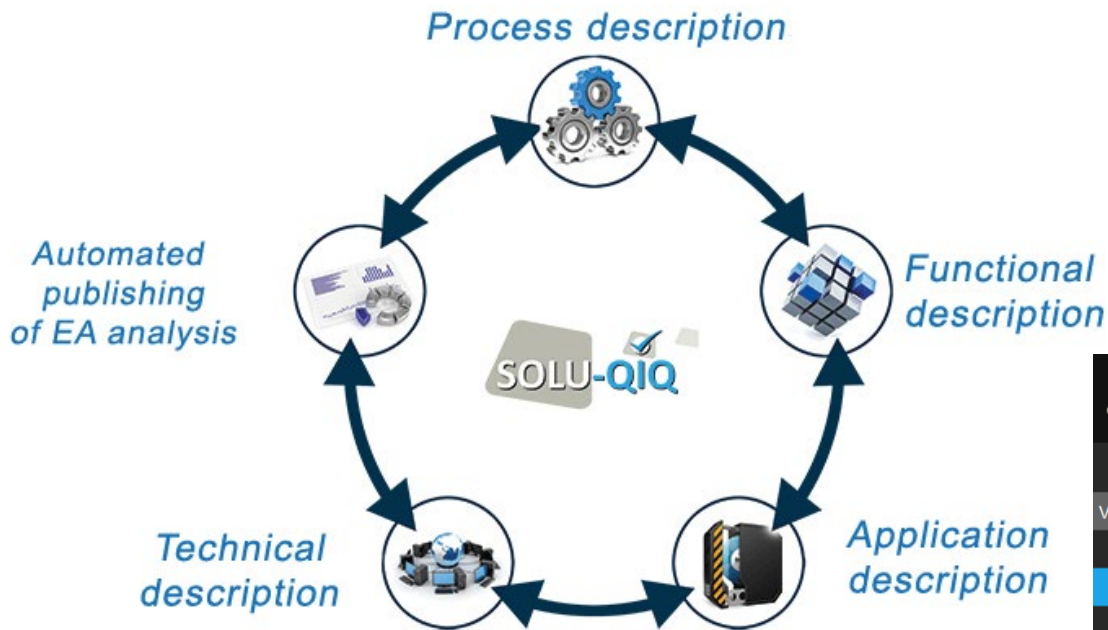 Process description
Automated
publishing
of EA analysis
Functional
description
SOLU-QIQ
Technical
description
Application
description